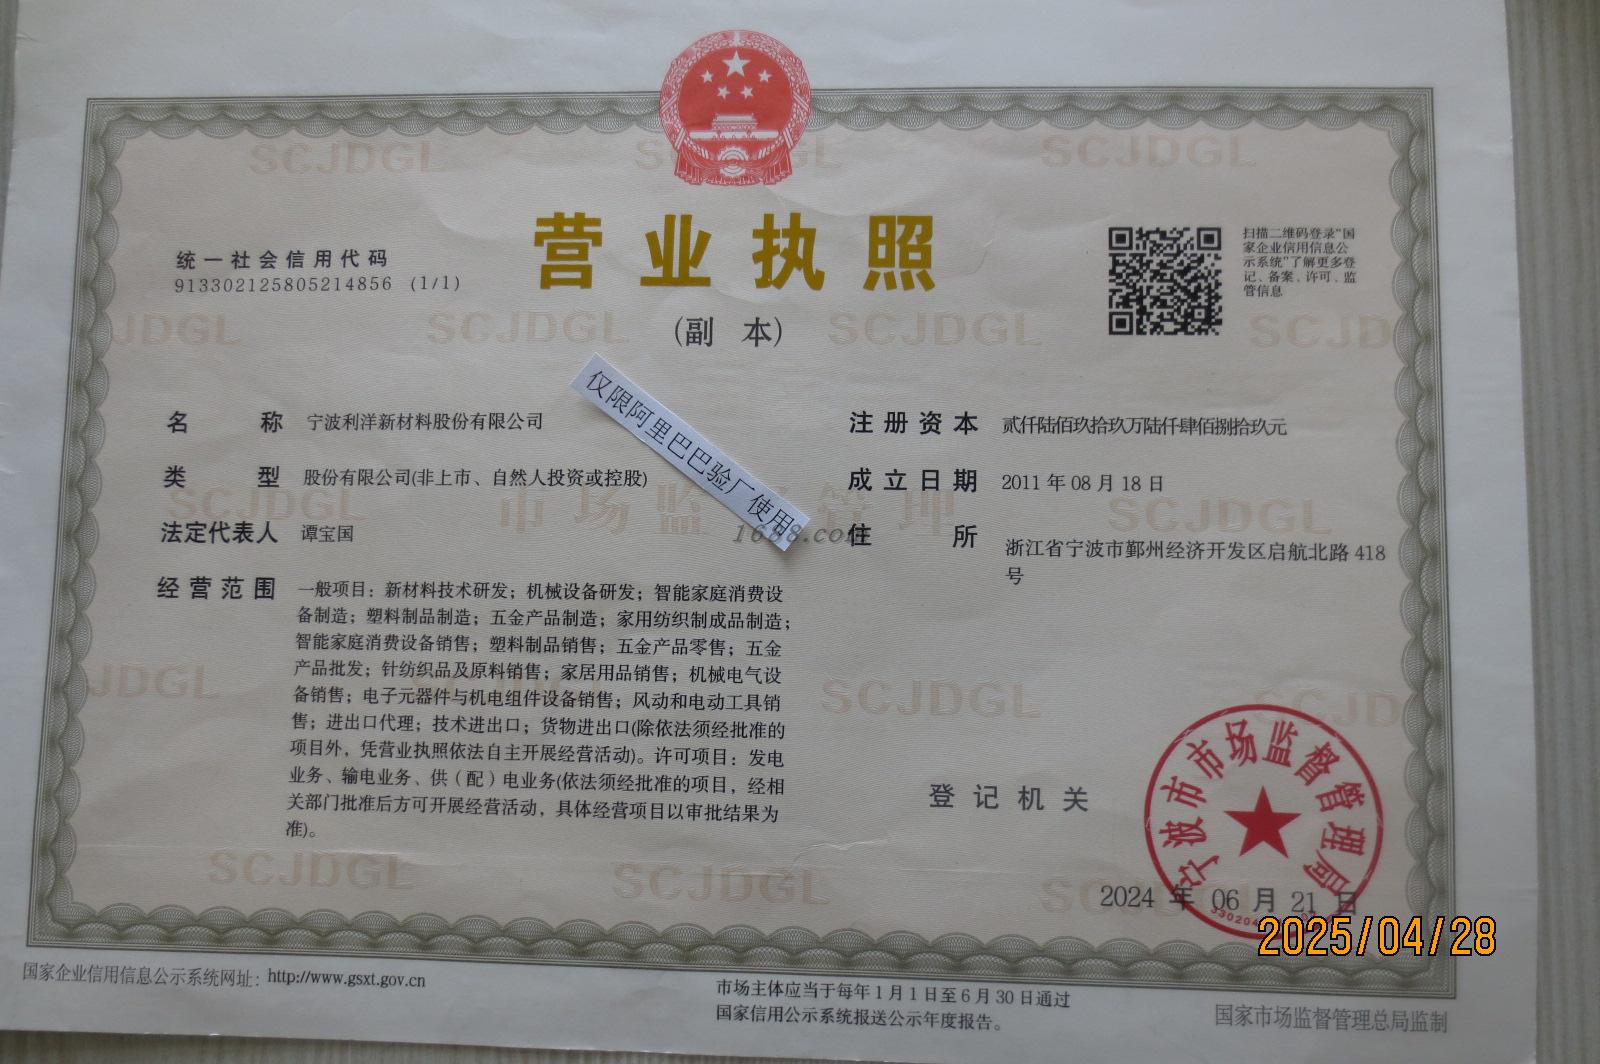 营业执照
(副 本)
统一社会信用代码
913302125805214856 (1/1)
扫描二维码登录“国
家企业信用信息公
示系统”了解更多登
记、备案、许可、监
管信息
仅限阿里巴巴验厂使用
1688.com
名 称 宁波利洋新材料股份有限公司
类 型 股份有限公司(非上市、自然人投资或控股)
法定代表人 谭宝国
经营范围 一般项目：新材料技术研发；机械设备研发；智能家庭消费设
备制造；塑料制品制造；五金产品制造；家用纺织制成品制造；
智能家庭消费设备销售；塑料制品销售；五金产品零售；五金
产品批发；针纺织品及原料销售；家居用品销售；机械电气设
备销售；电子元器件与机电组件设备销售；风动和电动工具销
售；进出口代理；技术进出口；货物进出口(除依法须经批准的
项目外，凭营业执照依法自主开展经营活动)。许可项目：发电
业务、输电业务、供（配）电业务(依法须经批准的项目，经相
关部门批准后方可开展经营活动，具体经营项目以审批结果为
准)。
注册资本 贰仟陆佰玖拾玖万陆仟肆佰捌拾玖元
成立日期 2011 年 08 月 18 日
住 所 浙江省宁波市鄞州经济开发区启航北路 418
号
登记机关
宁波市市场监督管理局
2024 年 06 月 21 日
2025/04/28
国家企业信用信息公示系统网址：http://www.gsxt.gov.cn
市场主体应当于每年 1 月 1 日至 6 月 30 日通过
国家信用公示系统报送公示年度报告。
国家市场监督管理总局监制